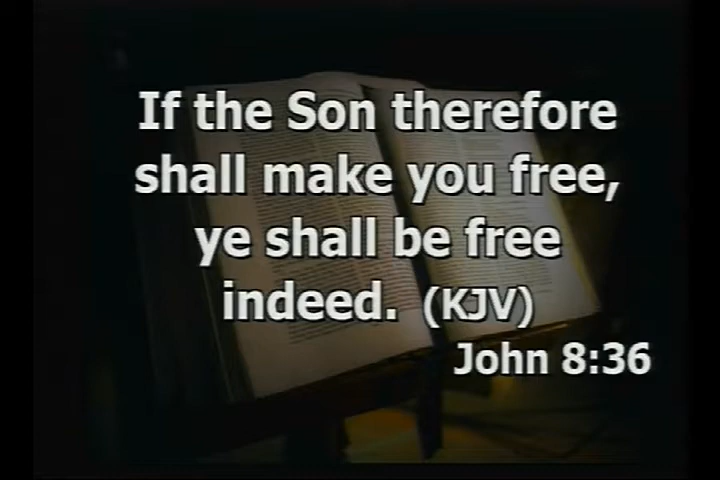 If the Son therefore
shall make you free,
ye shall be free
indeed. (KJV)
John 8:36